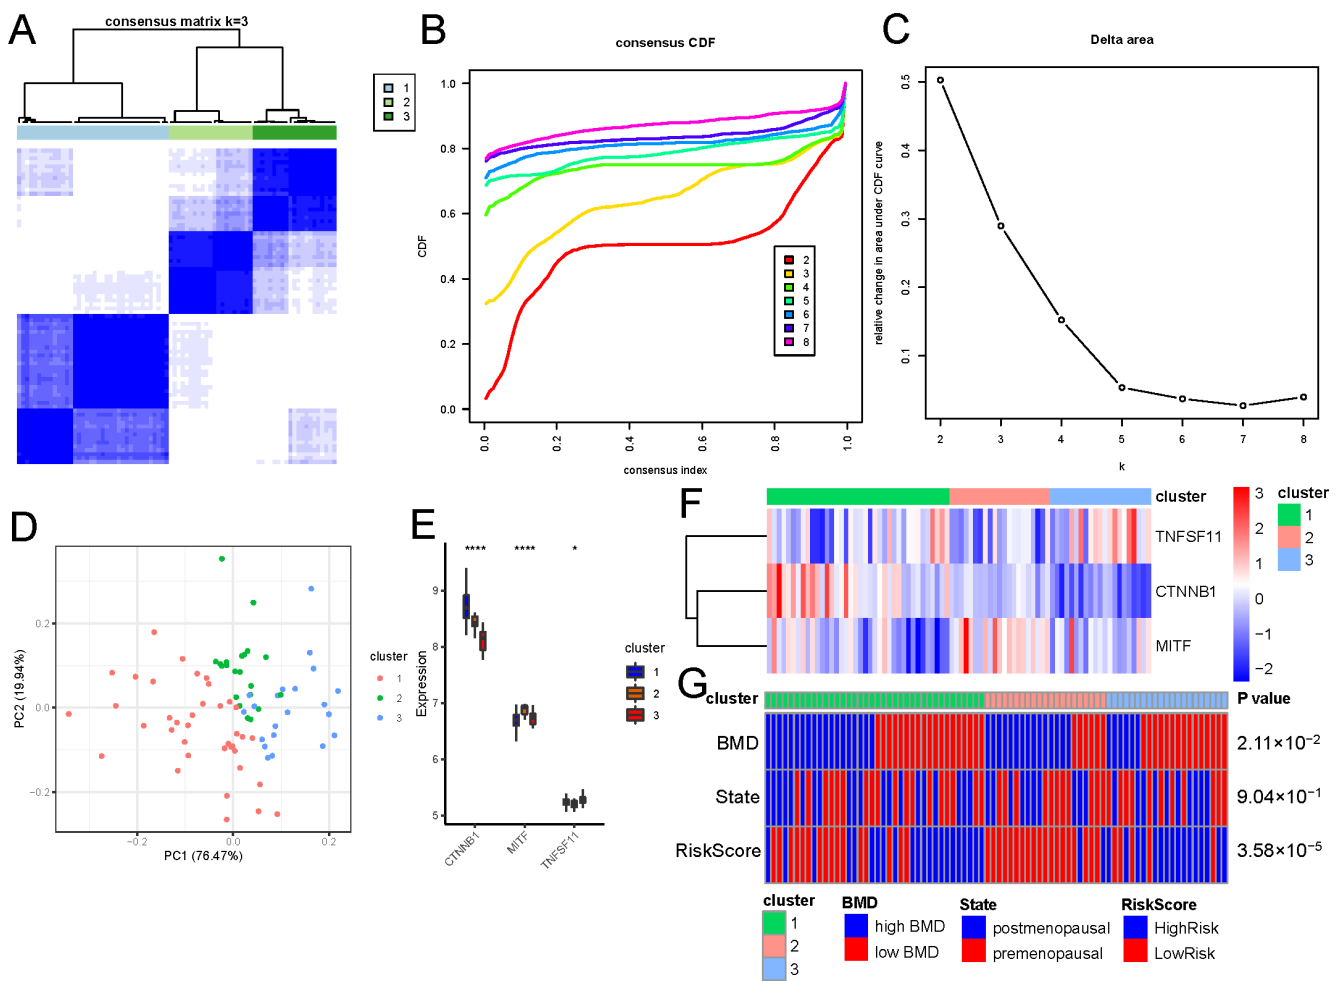 A
consensus matrix k=3
1
2
3
B
consensus CDF
CDF
1.0
0.8
0.6
0.4
0.2
0.0
0.0
0.2
0.4
0.6
0.8
1.0
consensus index
2
3
4
5
6
7
8
C
Delta area
relative change in area under CDF curve
0.5
0.4
0.3
0.2
0.1
2
3
4
5
6
7
8
k
D
PC2 (19.94%)
0.2
0.0
−0.2
−0.2
0.0
0.2
PC1 (76.47%)
cluster
1
2
3
E
Expression
9
8
7
6
5
****
****
*
CTNNB1
MITF
TNFSF11
cluster
1
2
3
F
cluster
TNFSF11
CTNNB1
MITF
3
2
1
0
−1
−2
cluster
1
2
3
G
cluster
P value
BMD
2.11×10−2
State
9.04×10−1
RiskScore
3.58×10−5
cluster
1
2
3
BMD
high BMD
low BMD
State
postmenopausal
premenopausal
RiskScore
HighRisk
LowRisk